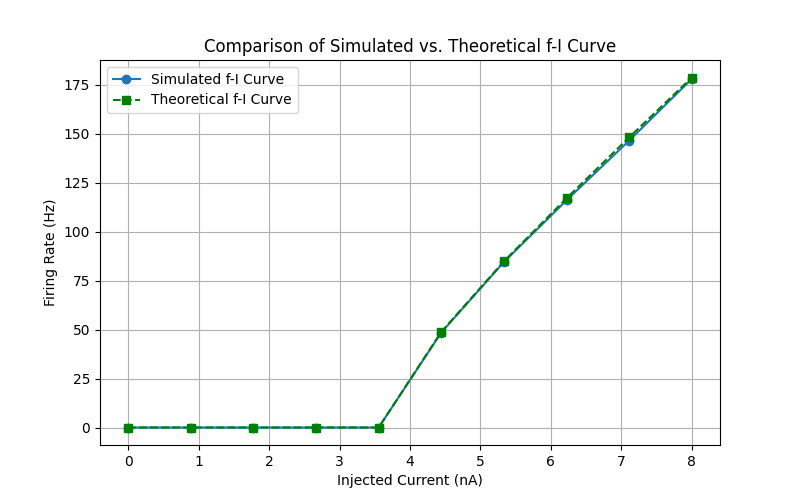 Comparison of Simulated vs. Theoretical f-I Curve
Simulated f-I Curve
Theoretical f-I Curve
175
150
125
100
75
50
25
0
Firing Rate (Hz)
0 1 2 3 4 5 6 7 8
Injected Current (nA)